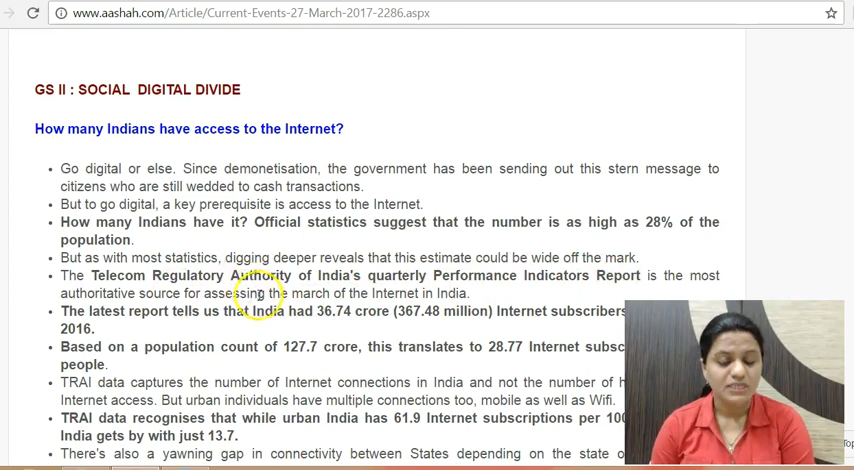 www.aashah.com/Article/Current-Events-27-March-2017-2286.aspx
GS II : SOCIAL DIGITAL DIVIDE
How many Indians have access to the Internet?
• Go digital or else. Since demonetisation, the government has been sending out this stern message to
citizens who are still wedded to cash transactions.
• But to go digital, a key prerequisite is access to the Internet.
• How many Indians have it? Official statistics suggest that the number is as high as 28% of the
population.
• But as with most statistics, digging deeper reveals that this estimate could be wide off the mark.
• The Telecom Regulatory Authority of India's quarterly Performance Indicators Report is the most
authoritative source for assessing the march of the Internet in India.
• The latest report tells us that India had 36.74 crore (367.48 million) Internet subscribers
2016.
• Based on a population count of 127.7 crore, this translates to 28.77 Internet subsc
people.
• TRAI data captures the number of Internet connections in India and not the number of h
Internet access. But urban individuals have multiple connections too, mobile as well as Wifi.
• TRAI data recognises that while urban India has 61.9 Internet subscriptions per 100
India gets by with just 13.7.
• There's also a yawning gap in connectivity between States depending on the state o
Top